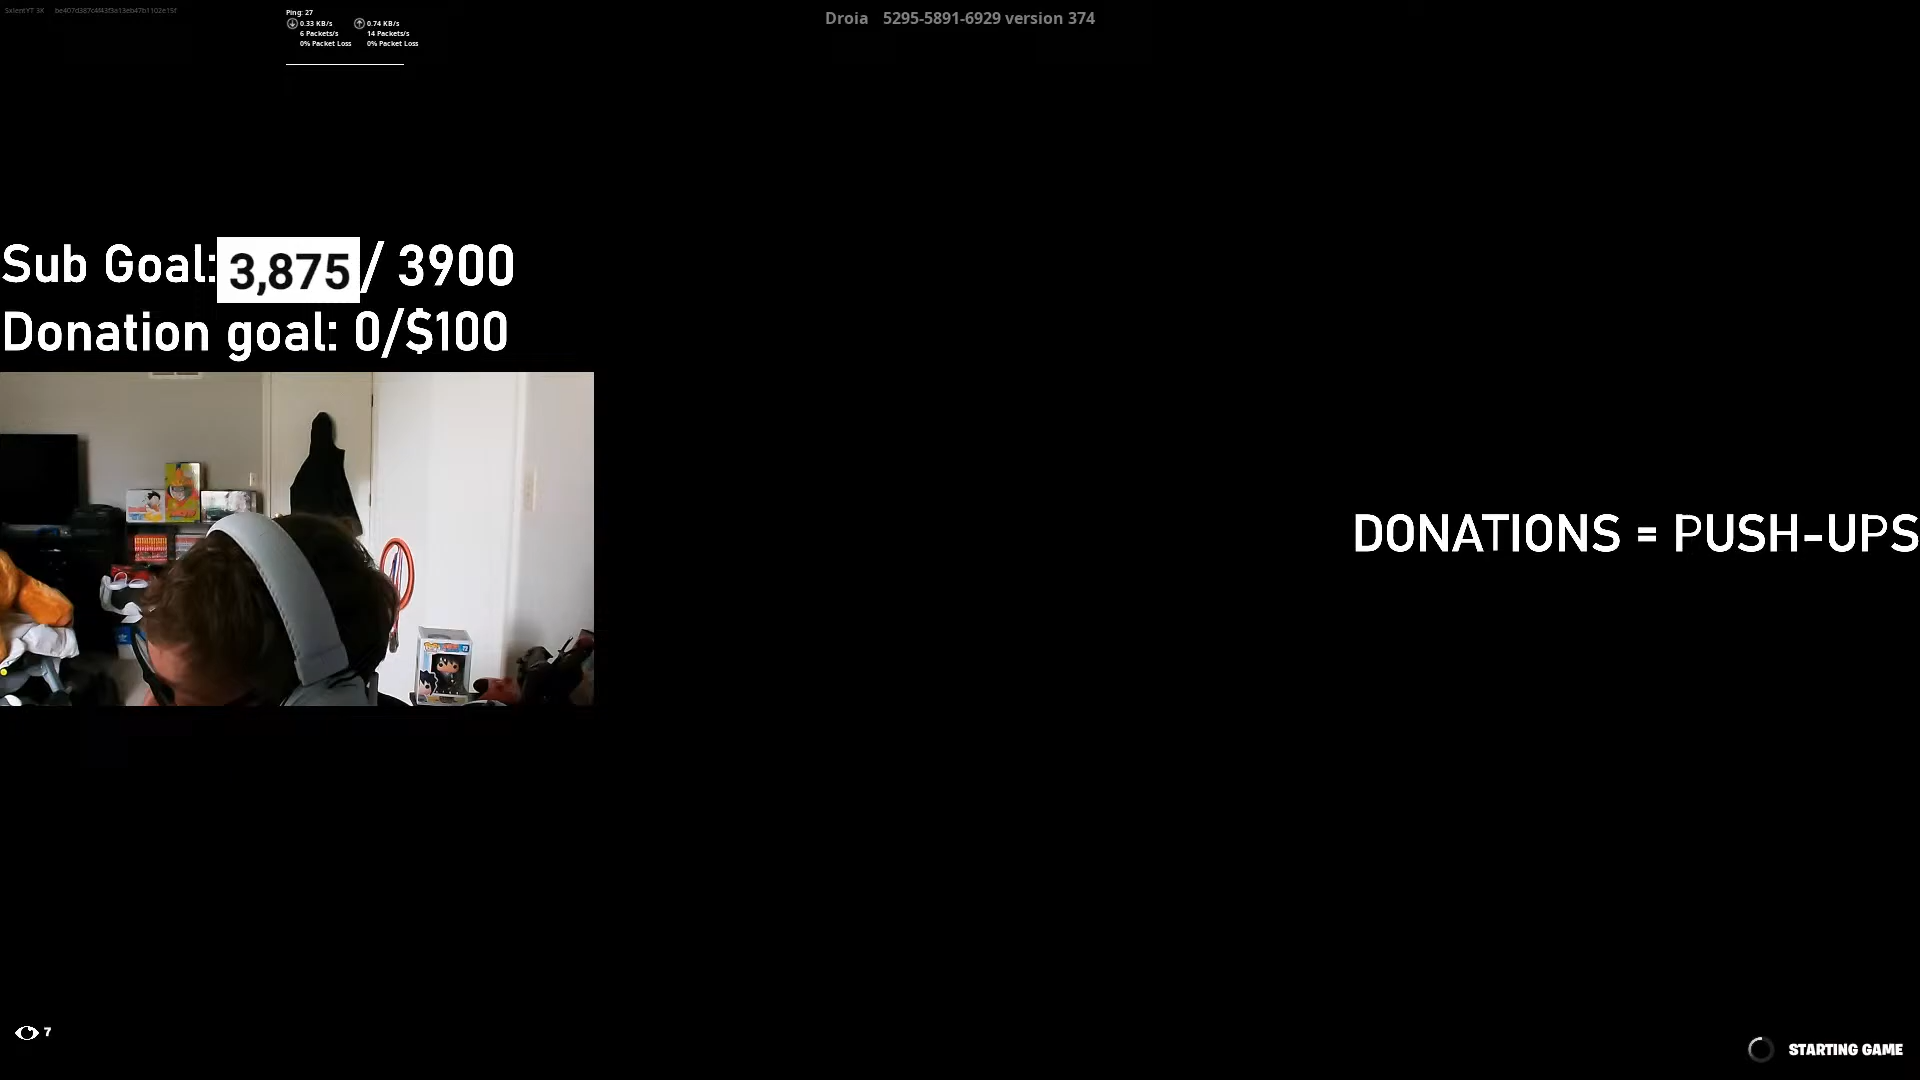 SxlentYT 3K
Ping: 27
0.33 KB/s 0.74 KB/s
6 Packets/s 14 Packets/s
0% Packet Loss 0% Packet Loss
Droia 5295-5891-6929 version 374
Sub Goal: 3,875 / 3900
Donation goal: 0/$100
DONATIONS = PUSH-UPS
7
STARTING GAME